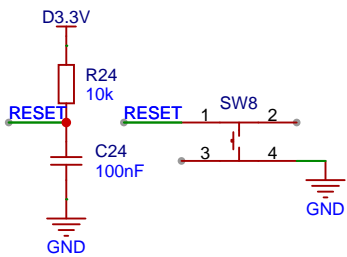 D3.3V
R24
10k
RESET
C24
100nF
GND
RESET
SW8
1
2
3
4
GND